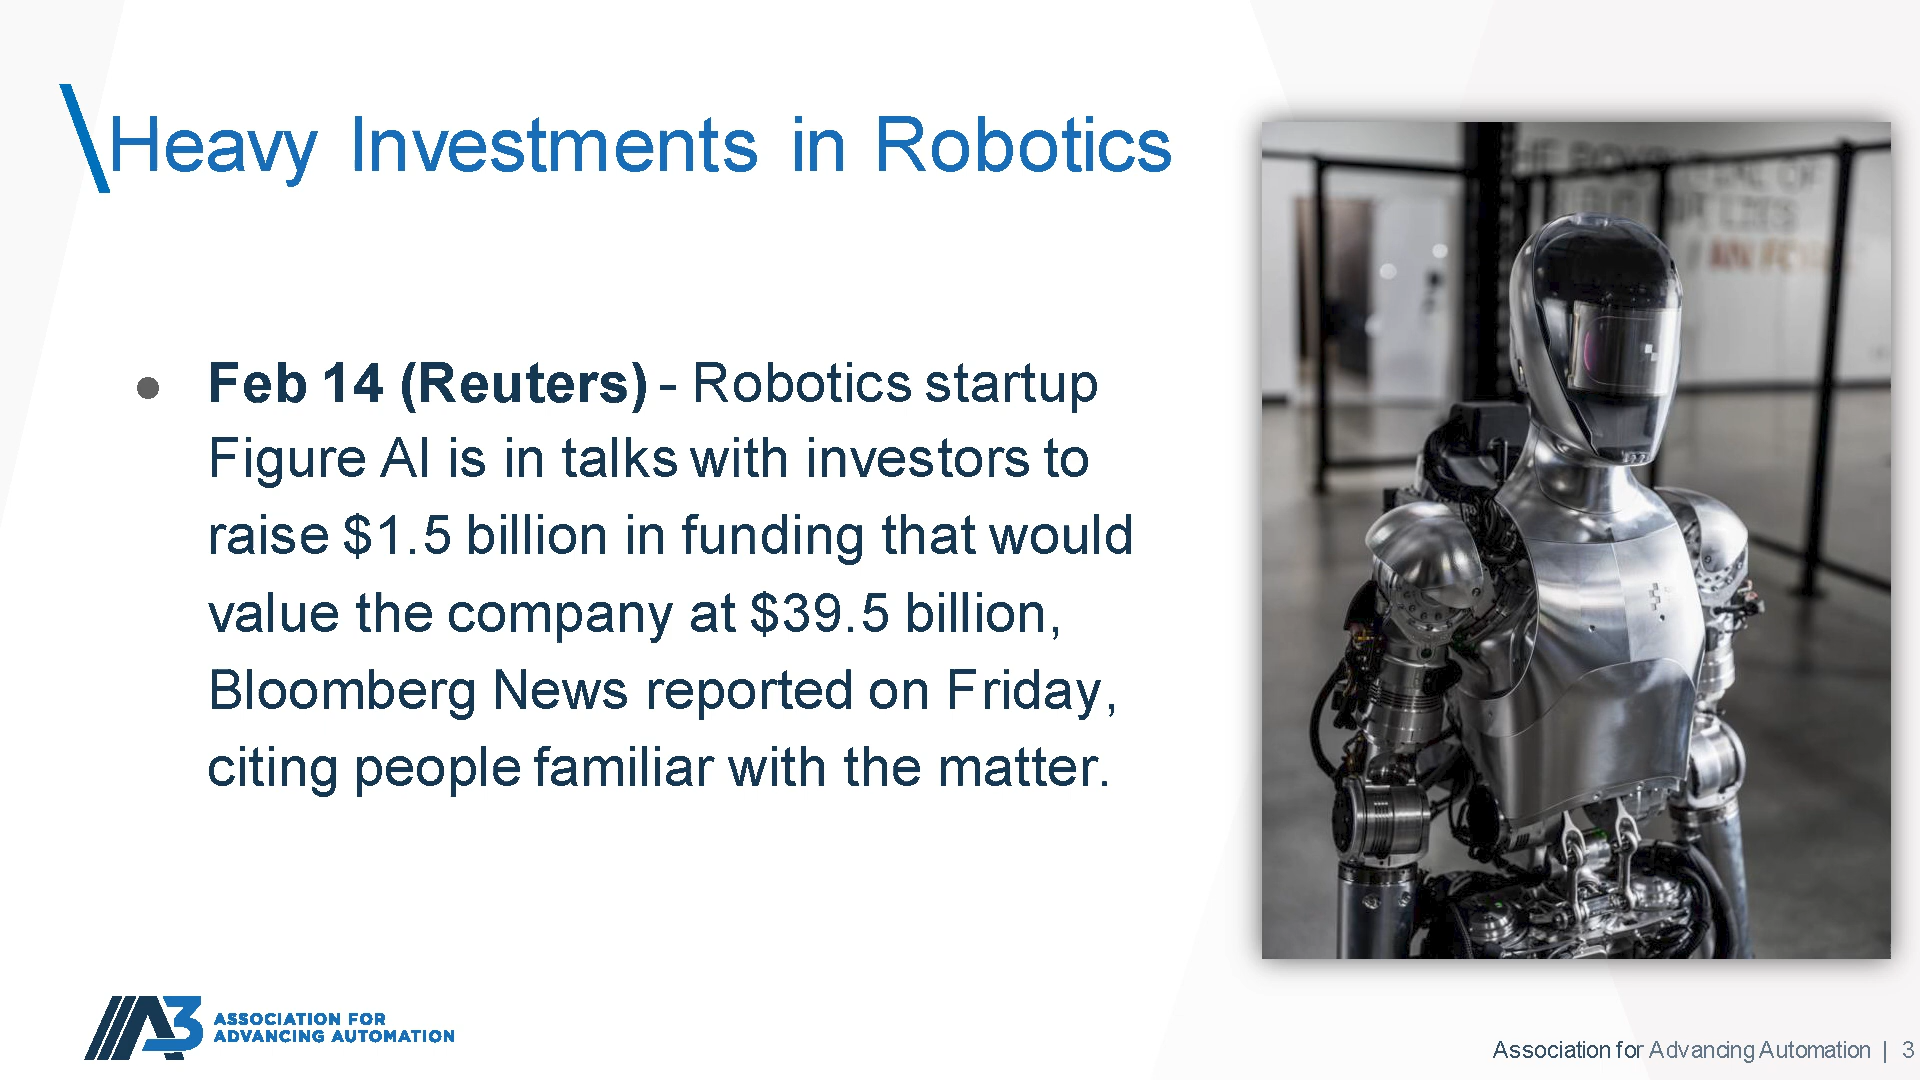 Heavy Investments in Robotics
● Feb 14 (Reuters) - Robotics startup
Figure AI is in talks with investors to
raise $1.5 billion in funding that would
value the company at $39.5 billion,
Bloomberg News reported on Friday,
citing people familiar with the matter.
A3 ASSOCIATION FOR
ADVANCING AUTOMATION
Association for Advancing Automation | 3